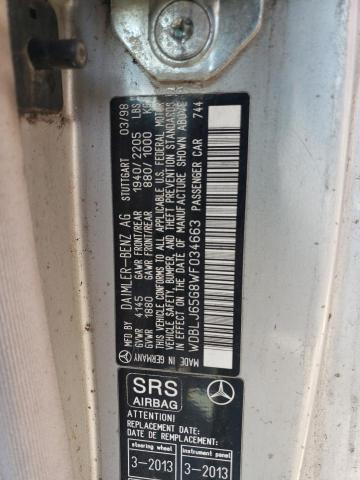 MFD BY DAIMLER-BENZ AG STUTTGART 03/98
GVWR 4145 GAWR FRONT/REAR 1940/2205 LBS
GVWR 1880 GAWR FRONT/REAR 880/1000 KG
THIS VEHICLE CONFORMS TO ALL APPLICABLE U.S. FEDERAL MOTOR
VEHICLE SAFETY, BUMPER AND THEFT PREVENTION STANDARDS
IN EFFECT ON THE DATE OF MANUFACTURE SHOWN ABOVE
WDBLJ65G8WF034663 PASSENGER CAR 744
MADE IN GERMANY
SRS
AIRBAG
ATTENTION!
REPLACEMENT DATE:
DATE DE REMPLACEMENT:
steering wheel instrument panel
3-2013 3-2013